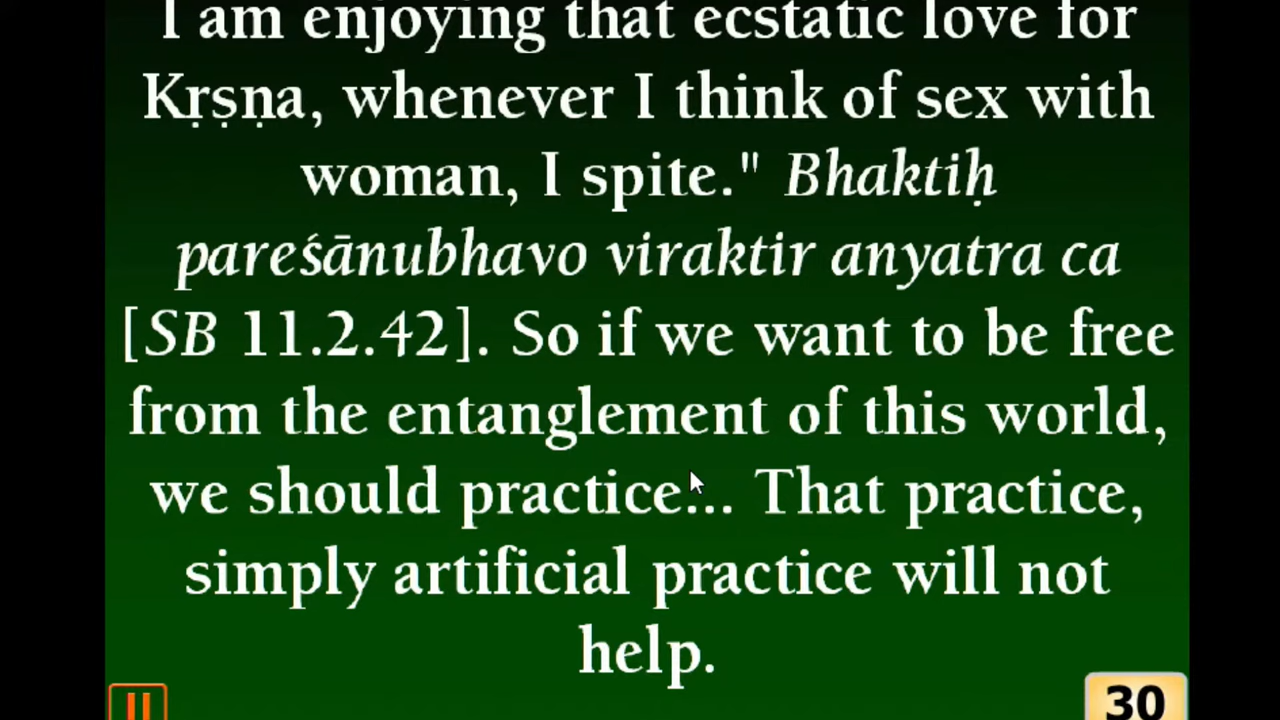 I am enjoying that ecstatic love for
Kṛṣṇa, whenever I think of sex with
woman, I spite." Bhaktiḥ
pareśānubhavo viraktir anyatra ca
[SB 11.2.42]. So if we want to be free
from the entanglement of this world,
we should practice... That practice,
simply artificial practice will not
help.
30